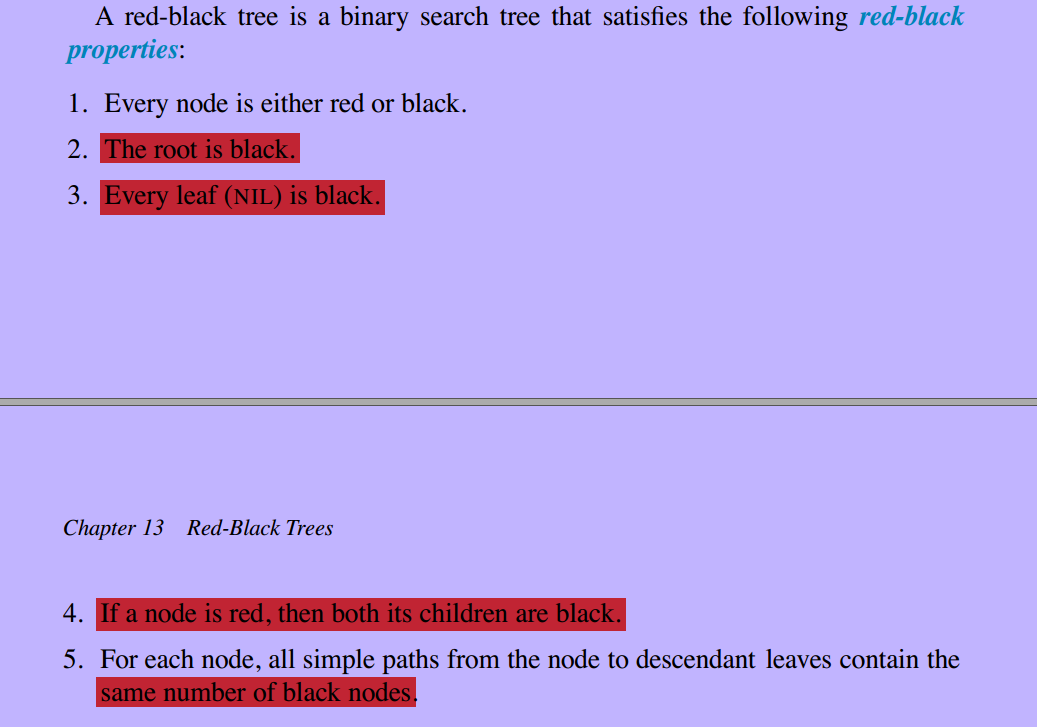 A red-black tree is a binary search tree that satisfies the following red-black
properties:
1. Every node is either red or black.
2. The root is black.
3. Every leaf (NIL) is black.
Chapter 13 Red-Black Trees
4. If a node is red, then both its children are black.
5. For each node, all simple paths from the node to descendant leaves contain the
same number of black nodes.